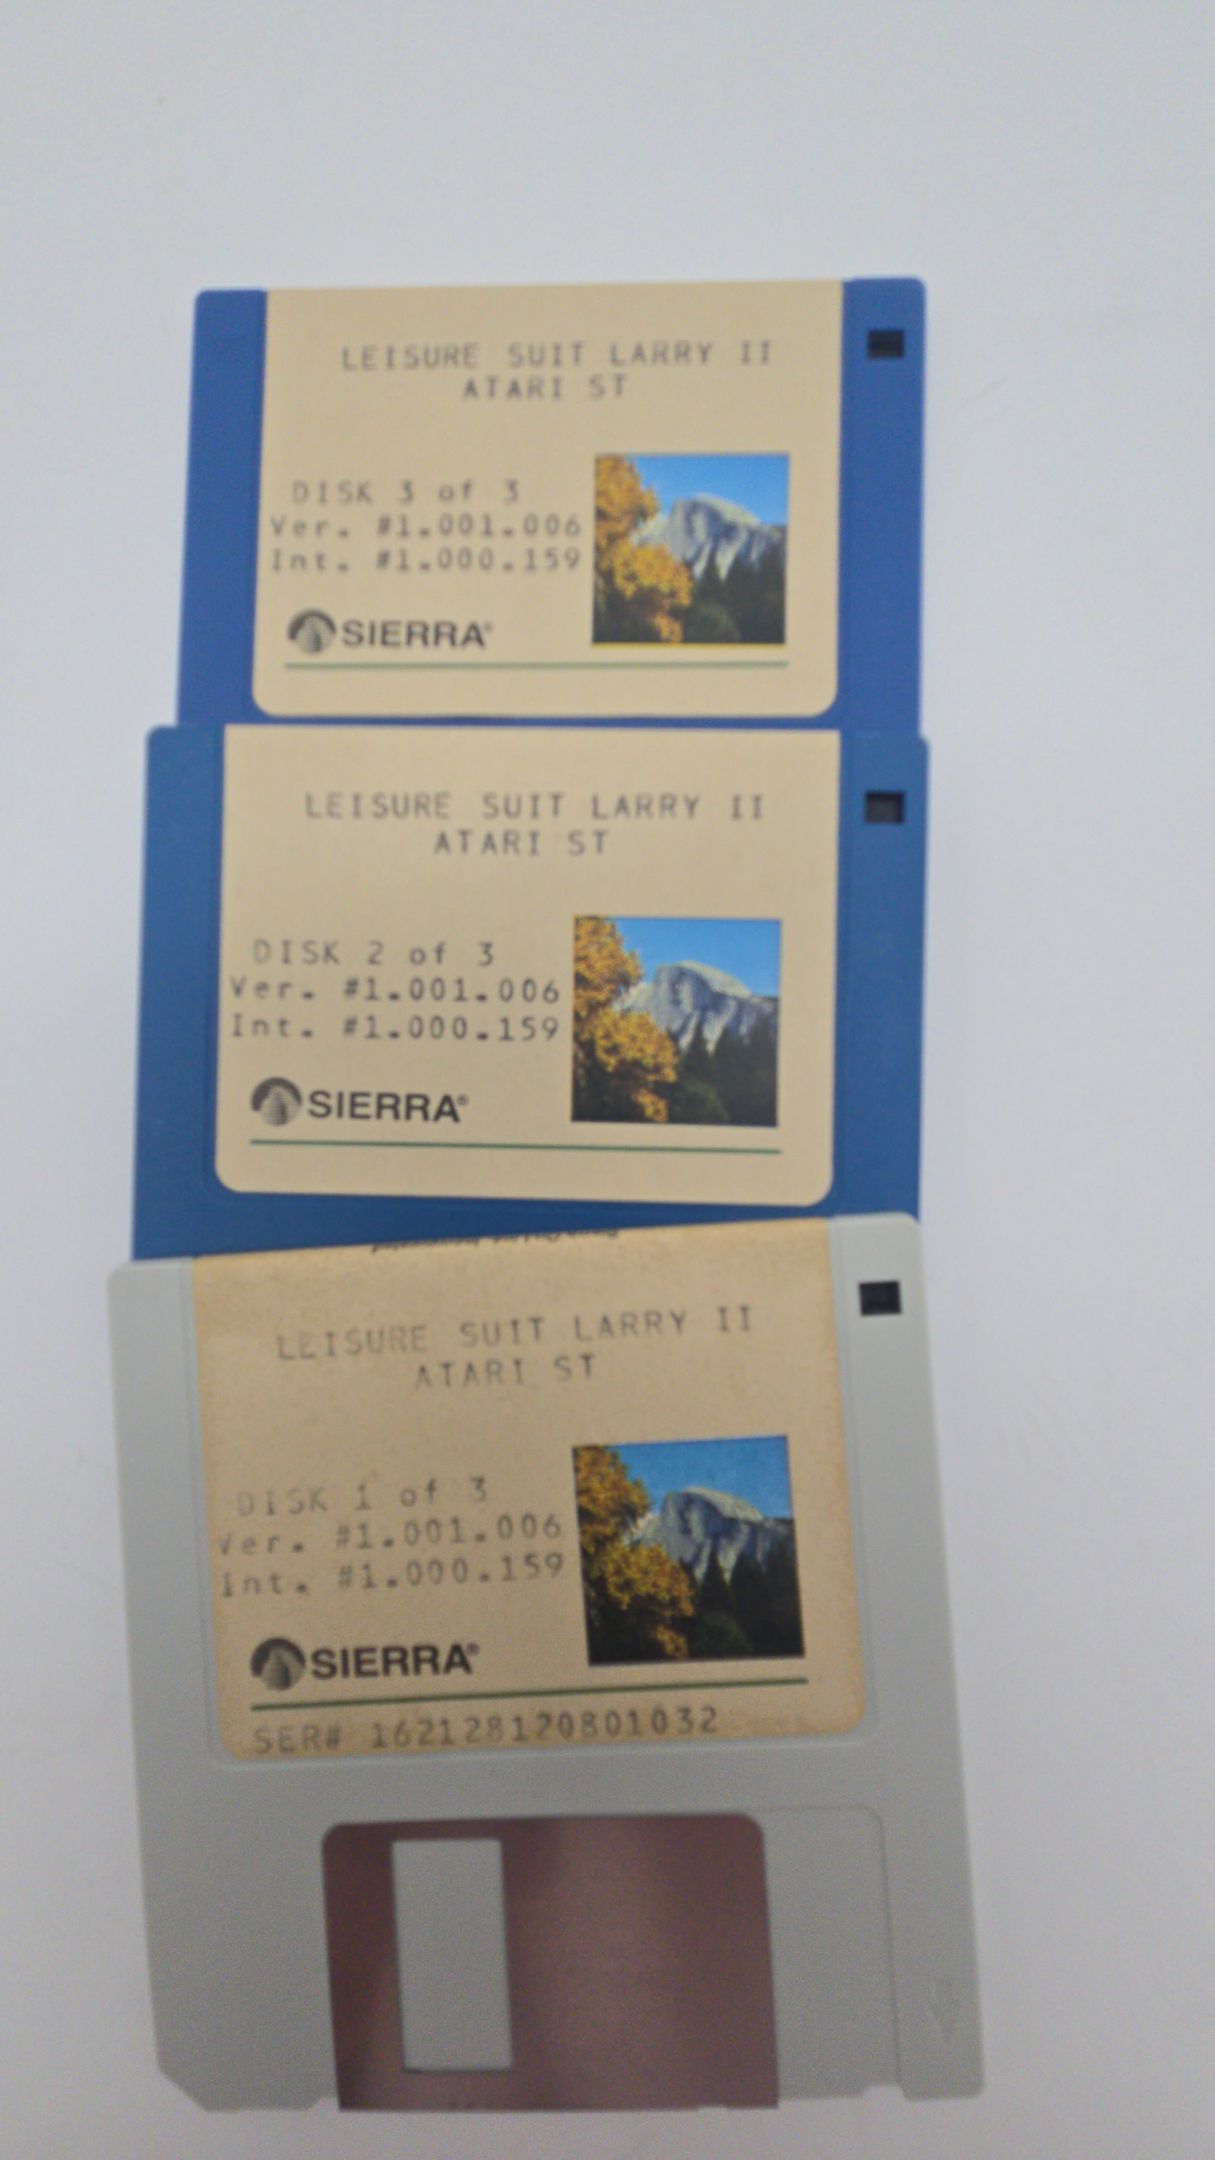 LEISURE SUIT LARRY II
ATARI ST
DISK 3 of 3
Ver. #1.001.006
Int. #1.000.159
SIERRA®
LEISURE SUIT LARRY II
ATARI ST
DISK 2 of 3
Ver. #1.001.006
Int. #1.000.159
SIERRA®
LEISURE SUIT LARRY II
ATARI ST
DISK 1 of 3
Ver. #1.001.006
Int. #1.000.159
SIERRA®
SER# 162128120801032